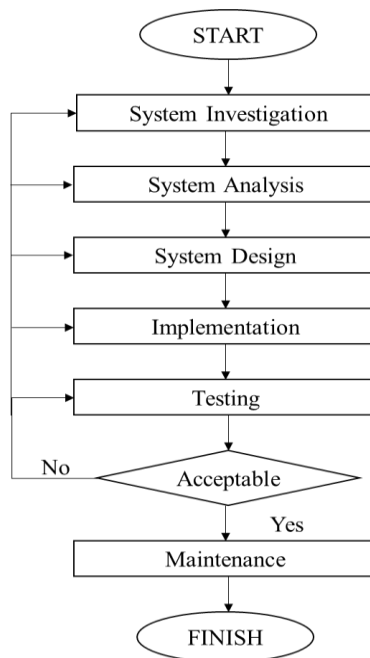 START
System Investigation
System Analysis
System Design
Implementation
Testing
No
Acceptable
Yes
Maintenance
FINISH